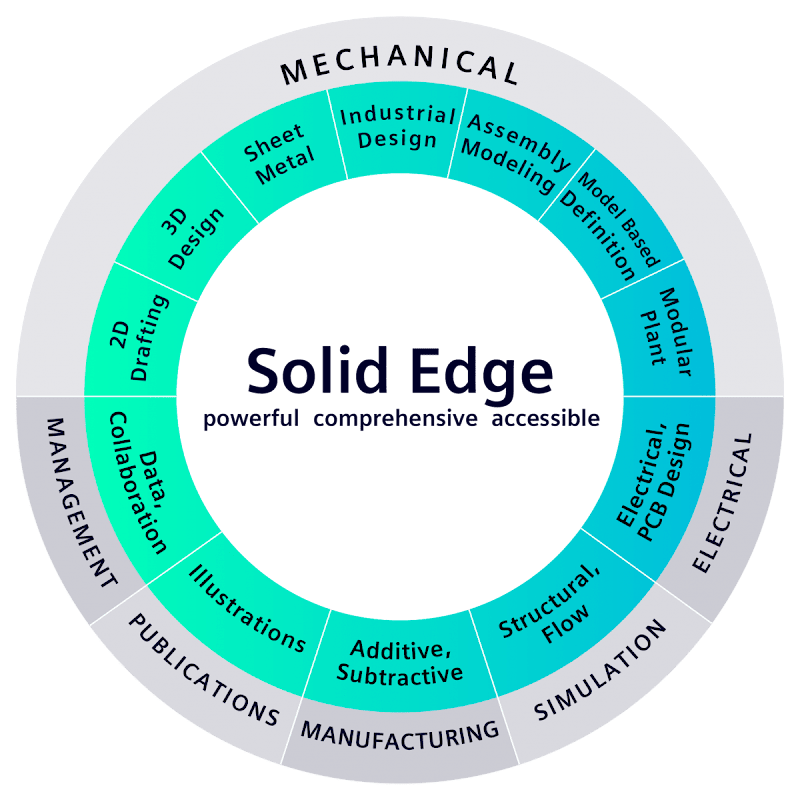 MECHANICAL
2D
Drafting
3D
Design
Sheet
Metal
Industrial
Design
Assembly
Modeling
Model Based
Definition
Modular
Plant
Solid Edge
powerful comprehensive accessible
Electrical,
PCB Design
ELECTRICAL
Structural,
Flow
SIMULATION
Additive,
Subtractive
MANUFACTURING
Illustrations
PUBLICATIONS
Data,
Collaboration
MANAGEMENT